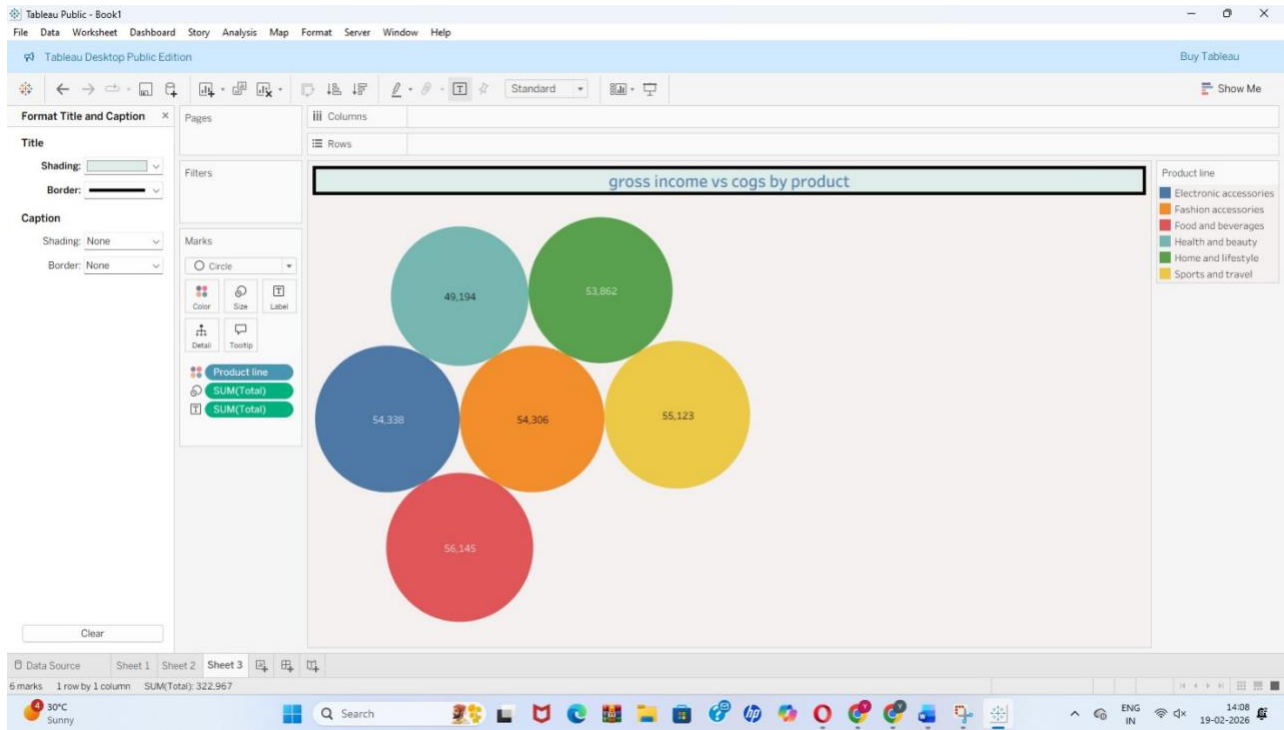 Tableau Public - Book1
File Data Worksheet Dashboard Story Analysis Map Format Server Window Help
Tableau Desktop Public Edition Buy Tableau
Standard Show Me
Format Title and Caption × Pages Columns
Title Rows
Shading: Filters gross income vs cogs by product Product line
Border: Electronic accessories
Fashion accessories
Caption Food and beverages
Shading: None Marks Health and beauty
Border: None Circle Home and lifestyle
Sports and travel
Color Size Label
Detail Tooltip
Product line
SUM(Total)
SUM(Total)
49,194 53,862
54,338 54,306 55,123
56,145
Clear
Data Source Sheet 1 Sheet 2 Sheet 3
6 marks 1 row by 1 column SUM(Total): 322,967
4 30°C
Sunny
Search
ENG
IN
14:08
19-02-2026